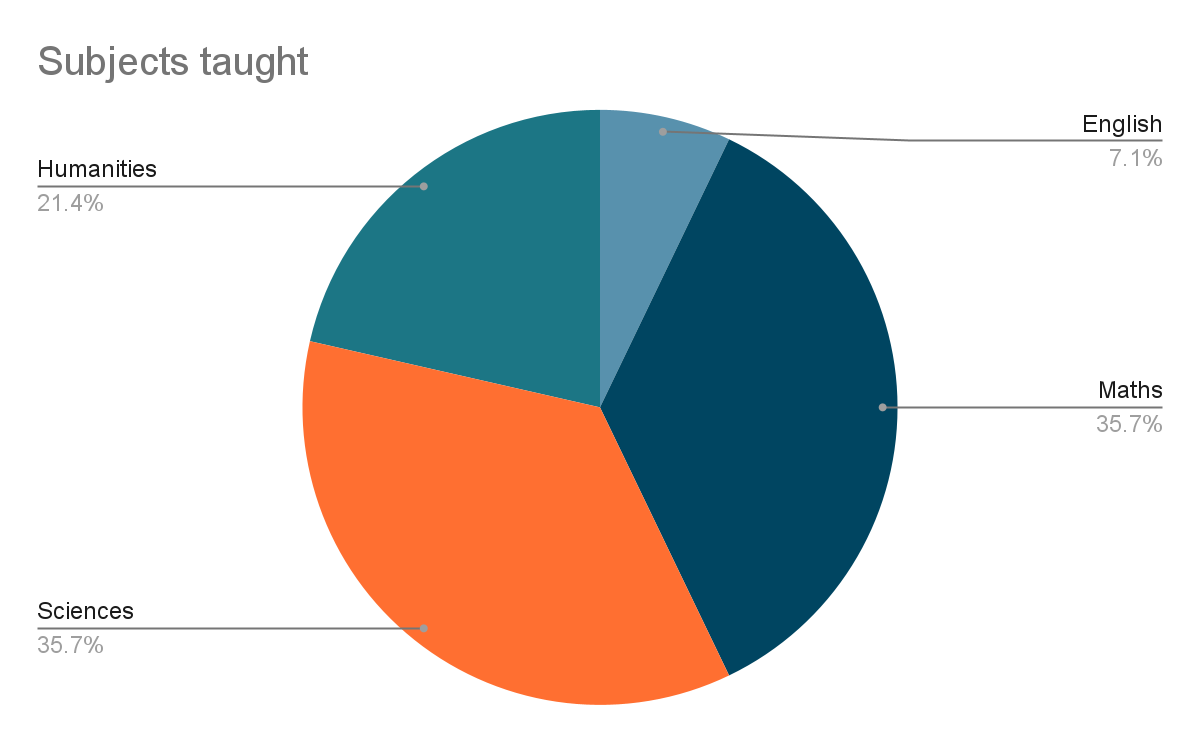 Subjects taught
English
7.1%
Humanities
21.4%
Maths
35.7%
Sciences
35.7%